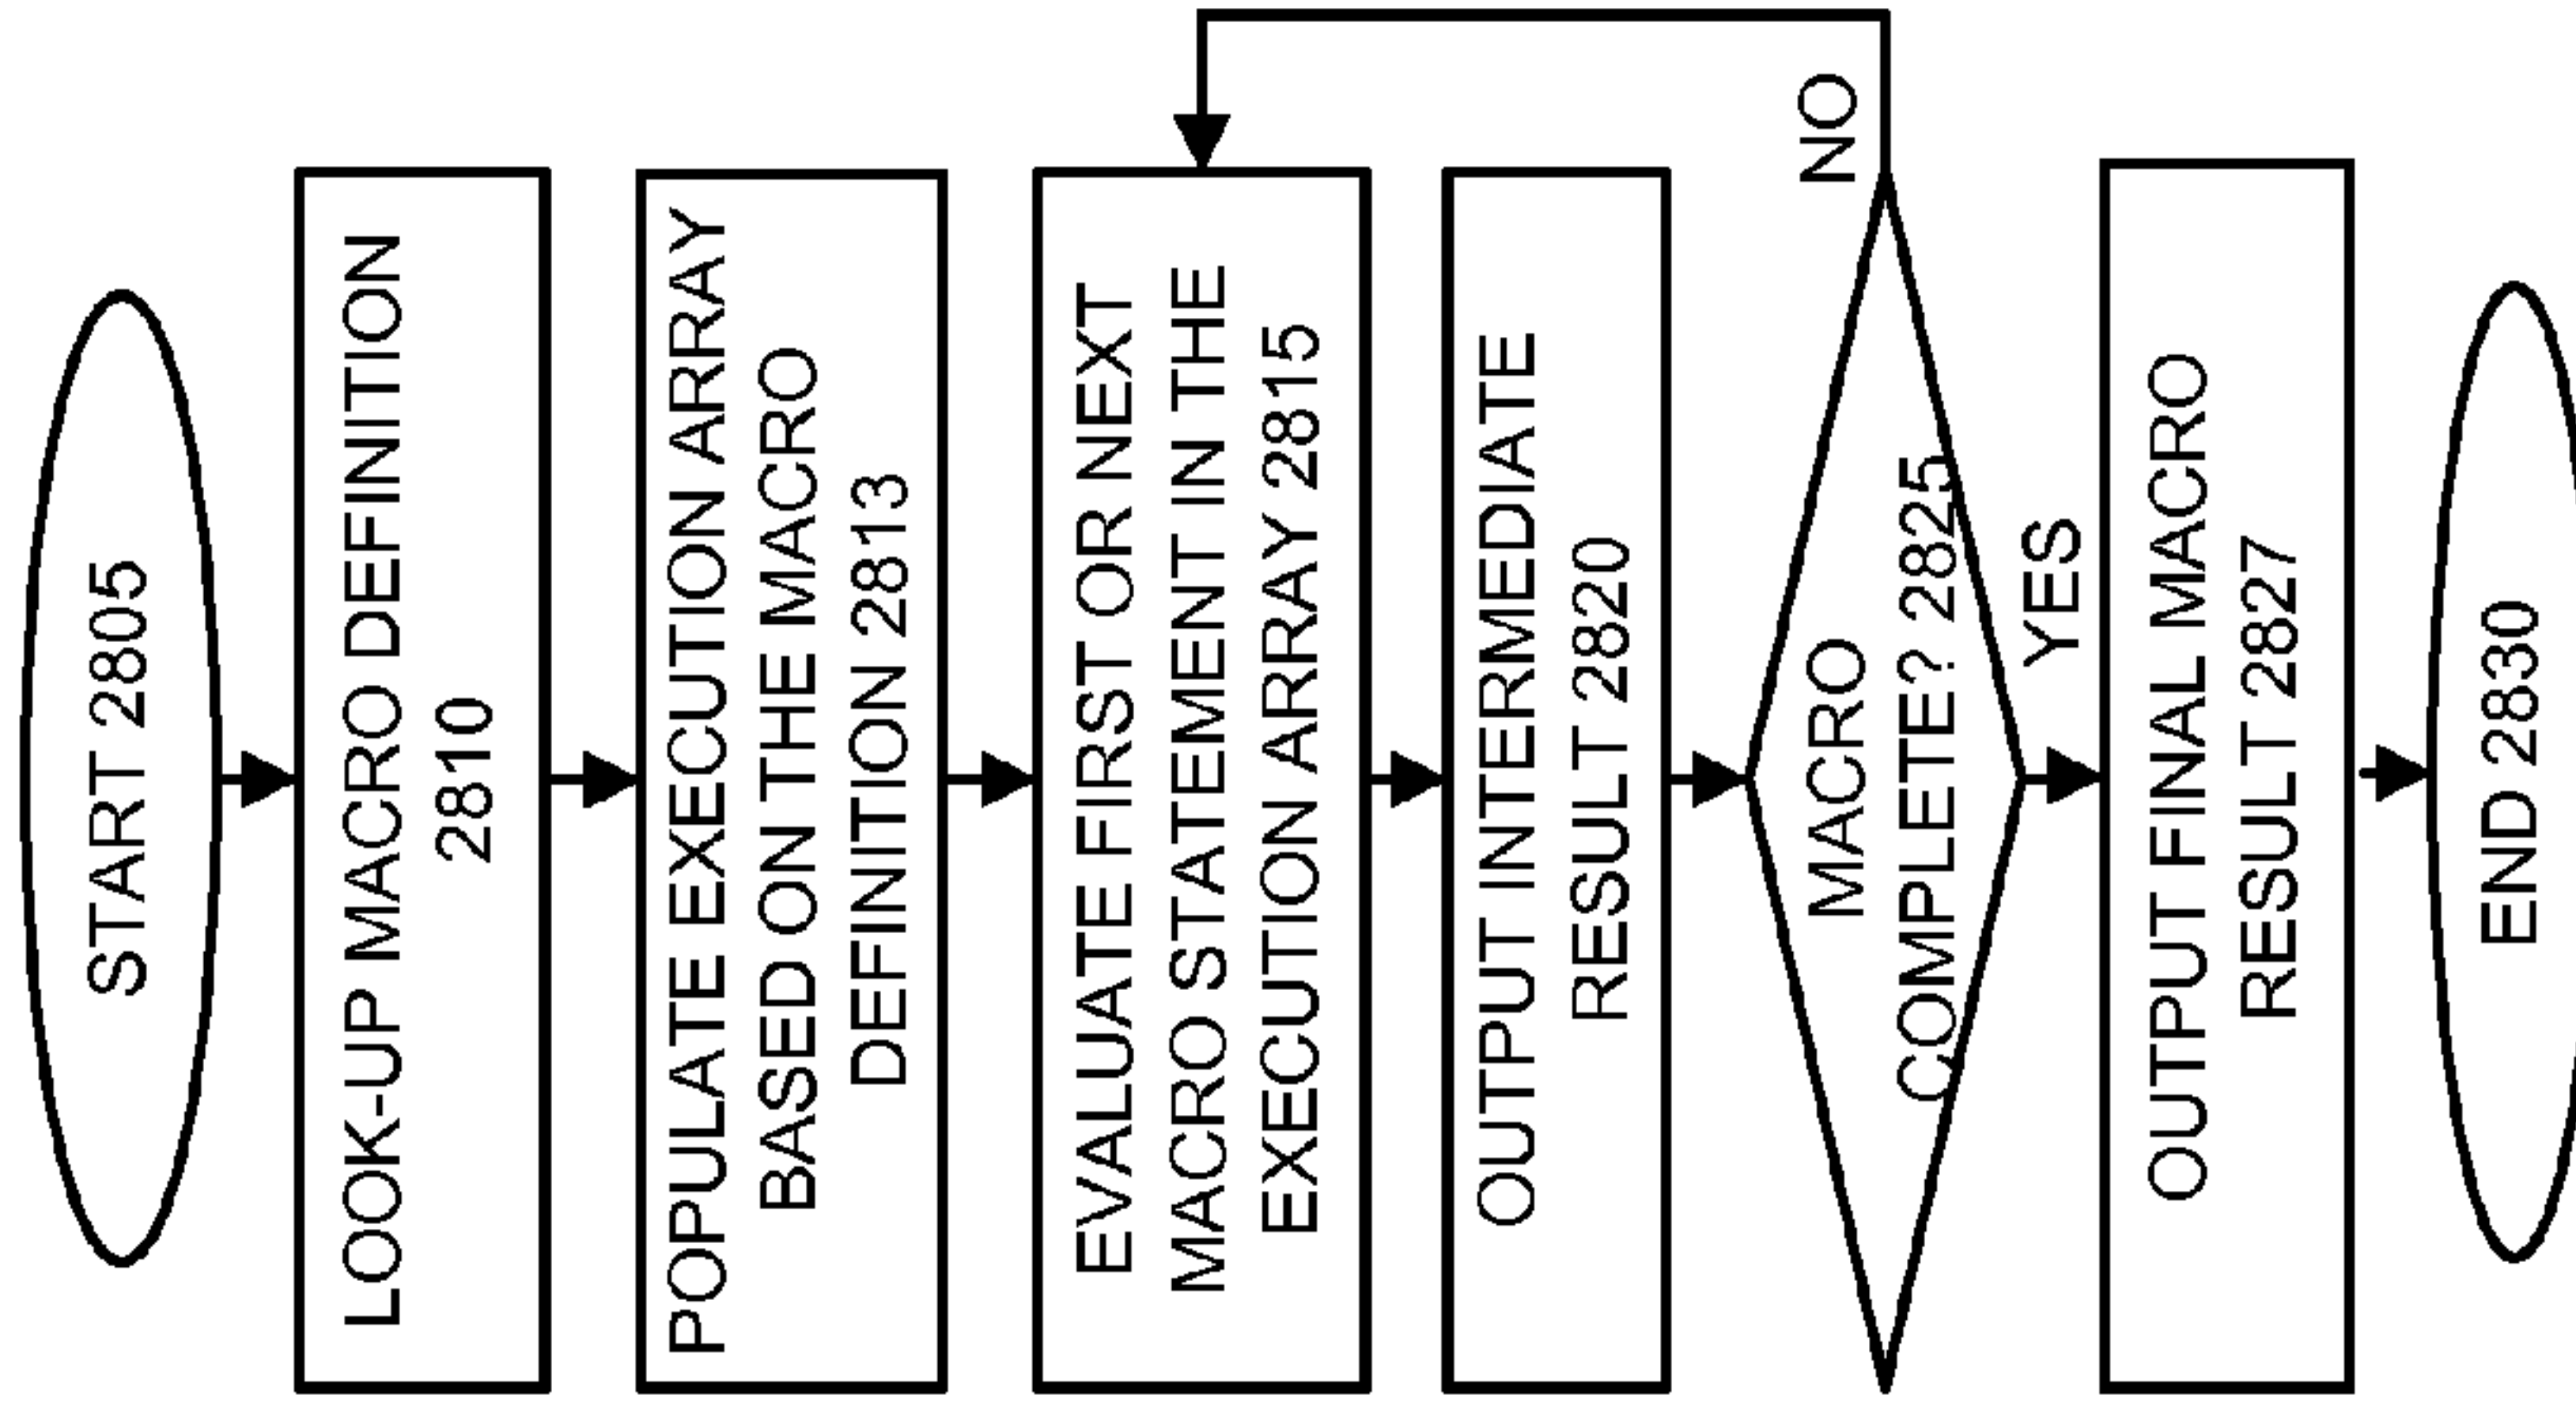 START 2805
LOOK-UP MACRO DEFINITION
2810
POPULATE EXECUTION ARRAY
BASED ON THE MACRO
DEFINITION 2813
EVALUATE FIRST OR NEXT
MACRO STATEMENT IN THE
EXECUTION ARRAY 2815
OUTPUT INTERMEDIATE
RESULT 2820
MACRO
COMPLETE? 2825
NO
YES
OUTPUT FINAL MACRO
RESULT 2827
END 2830